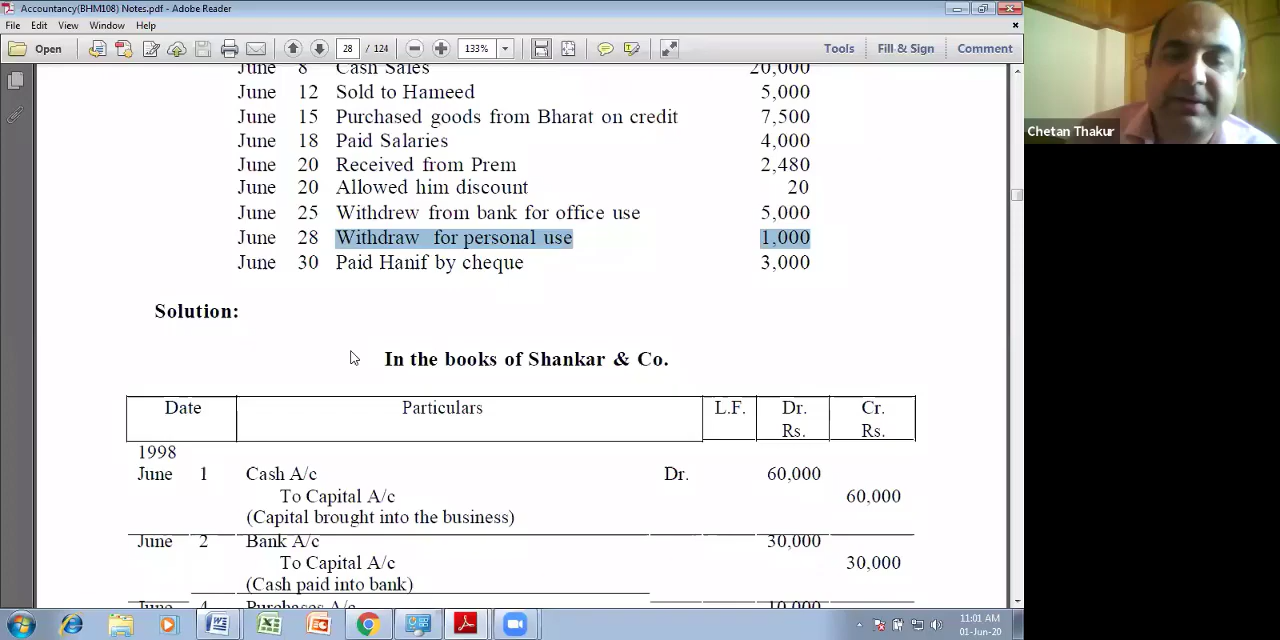 Accountancy(BHM108) Notes.pdf - Adobe Reader
File Edit View Window Help
Open 28 / 124 133% Tools Fill & Sign Comment
June 8 Cash Sales 20,000
June 12 Sold to Hameed 5,000
June 15 Purchased goods from Bharat on credit 7,500
June 18 Paid Salaries 4,000
June 20 Received from Prem 2,480
June 20 Allowed him discount 20
June 25 Withdrew from bank for office use 5,000
June 28 Withdraw for personal use 1,000
June 30 Paid Hanif by cheque 3,000
Solution:
In the books of Shankar & Co.
Date Particulars L.F. Dr. Cr.
Rs. Rs.
1998
June 1 Cash A/c Dr. 60,000
To Capital A/c 60,000
(Capital brought into the business)
June 2 Bank A/c 30,000
To Capital A/c 30,000
(Cash paid into bank)
June 4 Purchases A/c 10,000
Chetan Thakur
11:01 AM
01-Jun-20